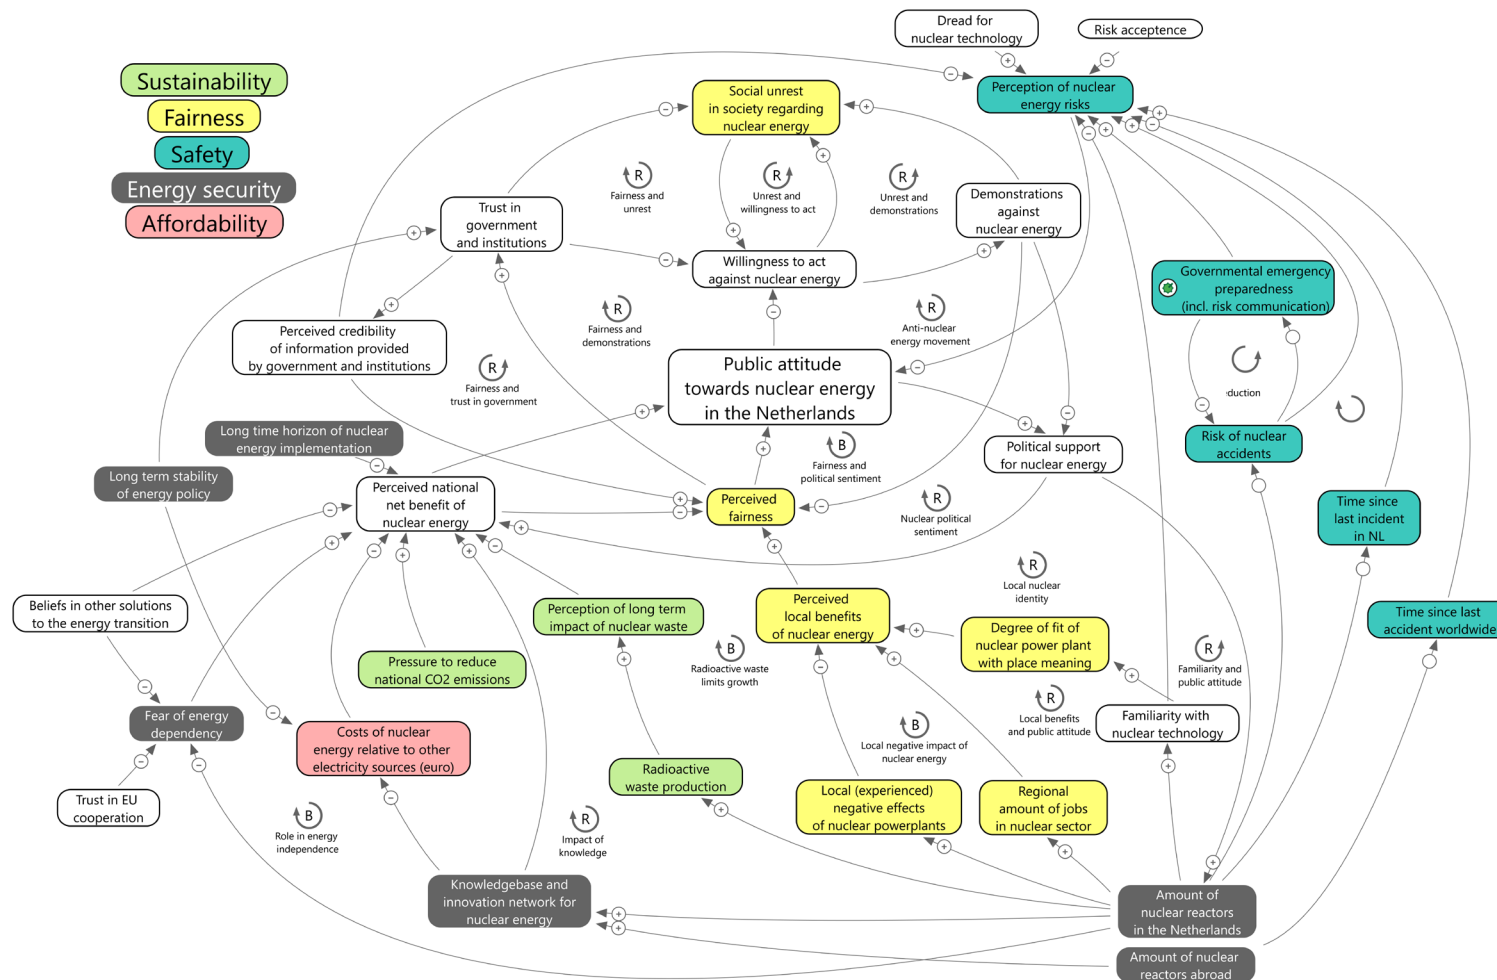 Dread for
nuclear technology
Risk acceptence
Sustainability
Fairness
Safety
Energy security
Affordability
Social unrest
in society regarding
nuclear energy
Perception of nuclear
energy risks
R
Fairness and
unrest
R
Unrest and
willingness to act
R
Unrest and
demonstrations
Trust in
government
and institutions
Demonstrations
against
nuclear energy
Willingness to act
against nuclear energy
Governmental emergency
preparedness
(incl. risk communication)
Perceived credibility
of information provided
by government and institutions
R
Fairness and
demonstrations
R
Anti-nuclear
energy movement
R
Fairness and
trust in government
Public attitude
towards nuclear energy
in the Netherlands
duction
Long time horizon of nuclear
energy implementation
B
Fairness and
political sentiment
Political support
for nuclear energy
Risk of nuclear
accidents
Long term stability
of energy policy
Perceived national
net benefit of
nuclear energy
Perceived
fairness
R
Nuclear political
sentiment
Time since
last incident
in NL
Beliefs in other solutions
to the energy transition
Perception of long term
impact of nuclear waste
Perceived
local benefits
of nuclear energy
R
Local nuclear
identity
Degree of fit of
nuclear power plant
with place meaning
Time since last
accident worldwide
Pressure to reduce
national CO2 emissions
B
Radioactive waste
limits growth
R
Familiarity and
public attitude
Fear of energy
dependency
Costs of nuclear
energy relative to other
electricity sources (euro)
B
Local negative impact of
nuclear energy
R
Local benefits
and public attitude
Familiarity with
nuclear technology
Radioactive
waste production
Local (experienced)
negative effects
of nuclear powerplants
Regional
amount of jobs
in nuclear sector
Trust in EU
cooperation
B
Role in energy
independence
R
Impact of
knowledge
Knowledgebase and
innovation network for
nuclear energy
Amount of
nuclear reactors
in the Netherlands
Amount of nuclear
reactors abroad